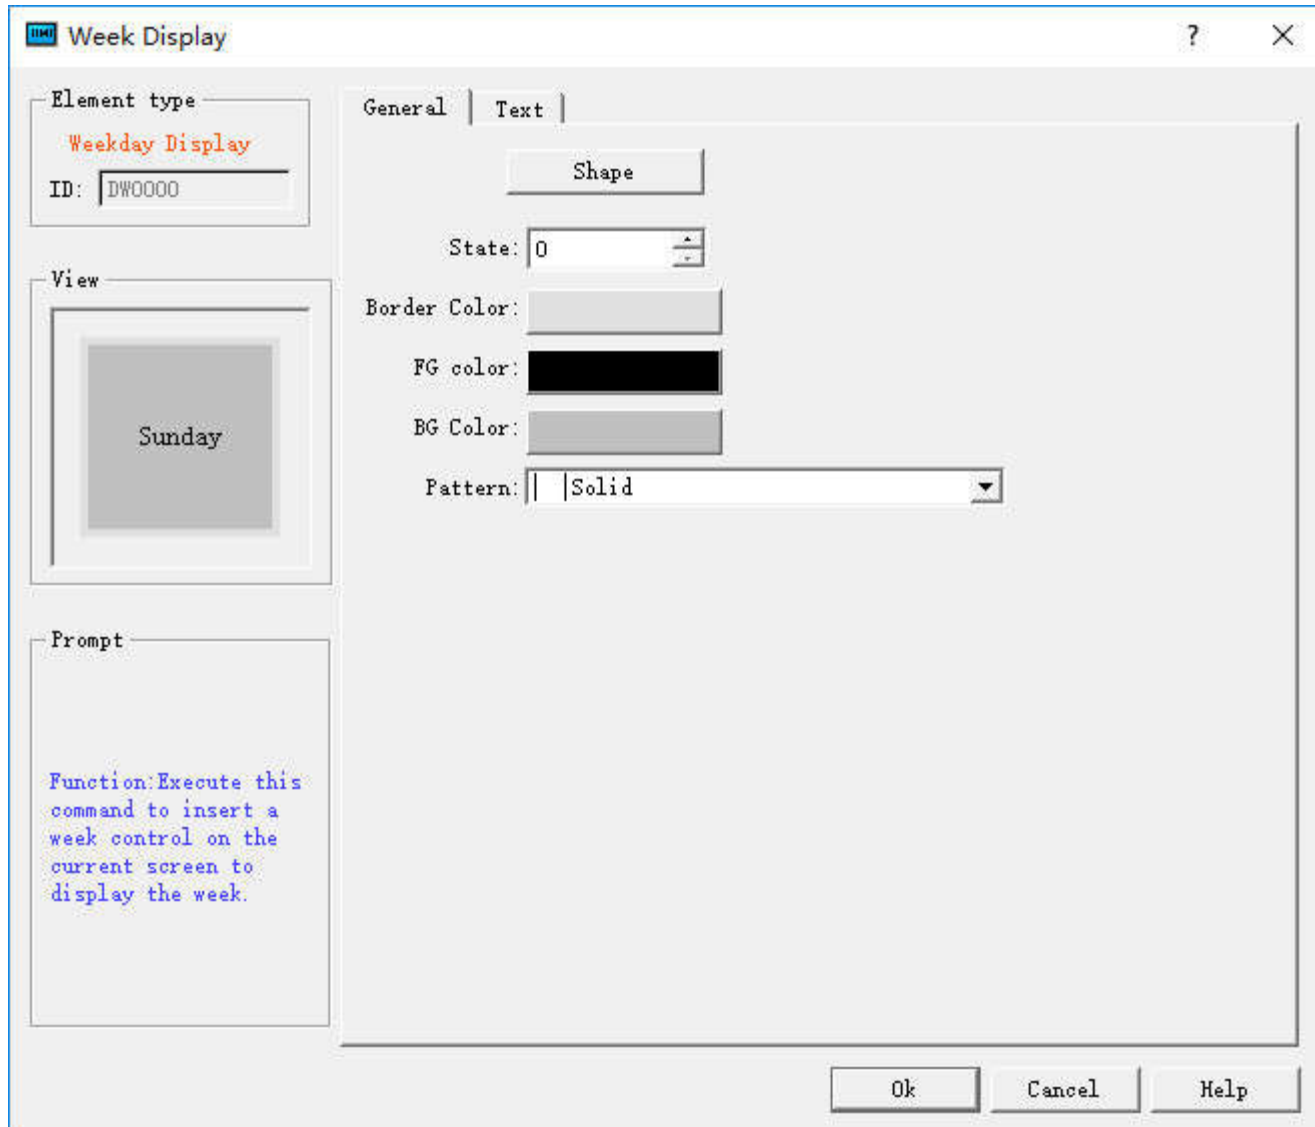 Week Display
?
Element type
Weekday Display
ID: DW0000
View
Sunday
Prompt
Function:Execute this
command to insert a
week control on the
current screen to
display the week.
General
Text
Shape
State: 0
Border Color:
FG color:
BG Color:
Pattern: Solid
Ok
Cancel
Help